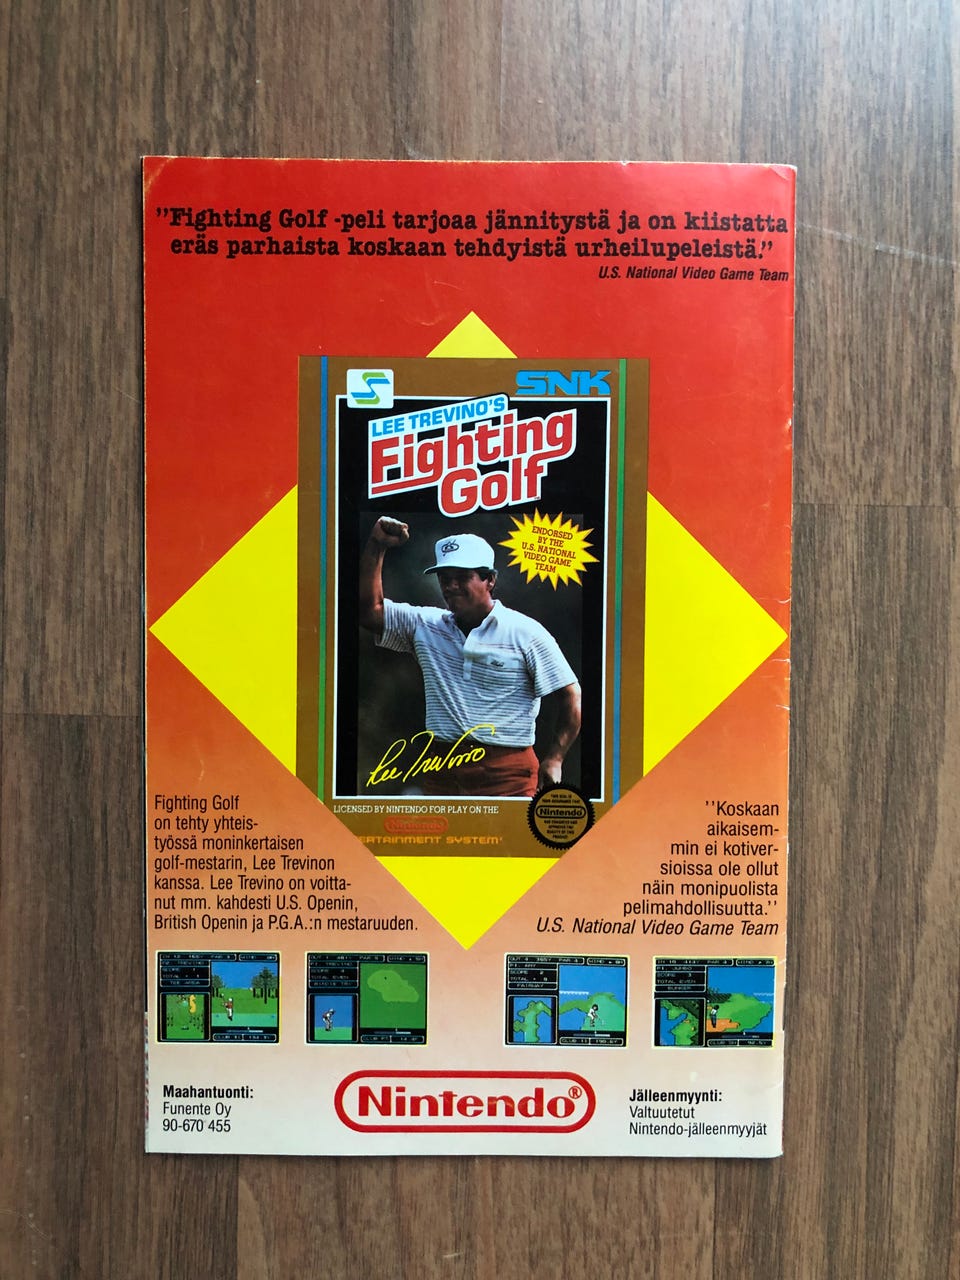 ”Fighting Golf -peli tarjoaa jännitystä ja on kiistatta
eräs parhaista koskaan tehdyistä urheilupeleistä.”
U.S. National Video Game Team
SNK
LEE TREVINO'S
Fighting
Golf
ENDORSED
BY THE
U.S. NATIONAL
VIDEO GAME
TEAM
Lee Trevino
LICENSED BY NINTENDO FOR PLAY ON THE
Nintendo
ERTAINMENT SYSTEM
Nintendo
Fighting Golf
on tehty yhteis-
työssä moninkertaisen
golf-mestarin, Lee Trevinon
kanssa. Lee Trevino on voitta-
nut mm. kahdesti U.S. Openin,
British Openin ja P.G.A.:n mestaruuden.
''Koskaan
aikaisem-
min ei kotiver-
sioissa ole ollut
näin monipuolista
pelimahdollisuutta.''
U.S. National Video Game Team
Maahantuonti:
Funente Oy
90-670 455
Nintendo®
Jälleenmyynti:
Valtuutetut
Nintendo-jälleenmyyjät